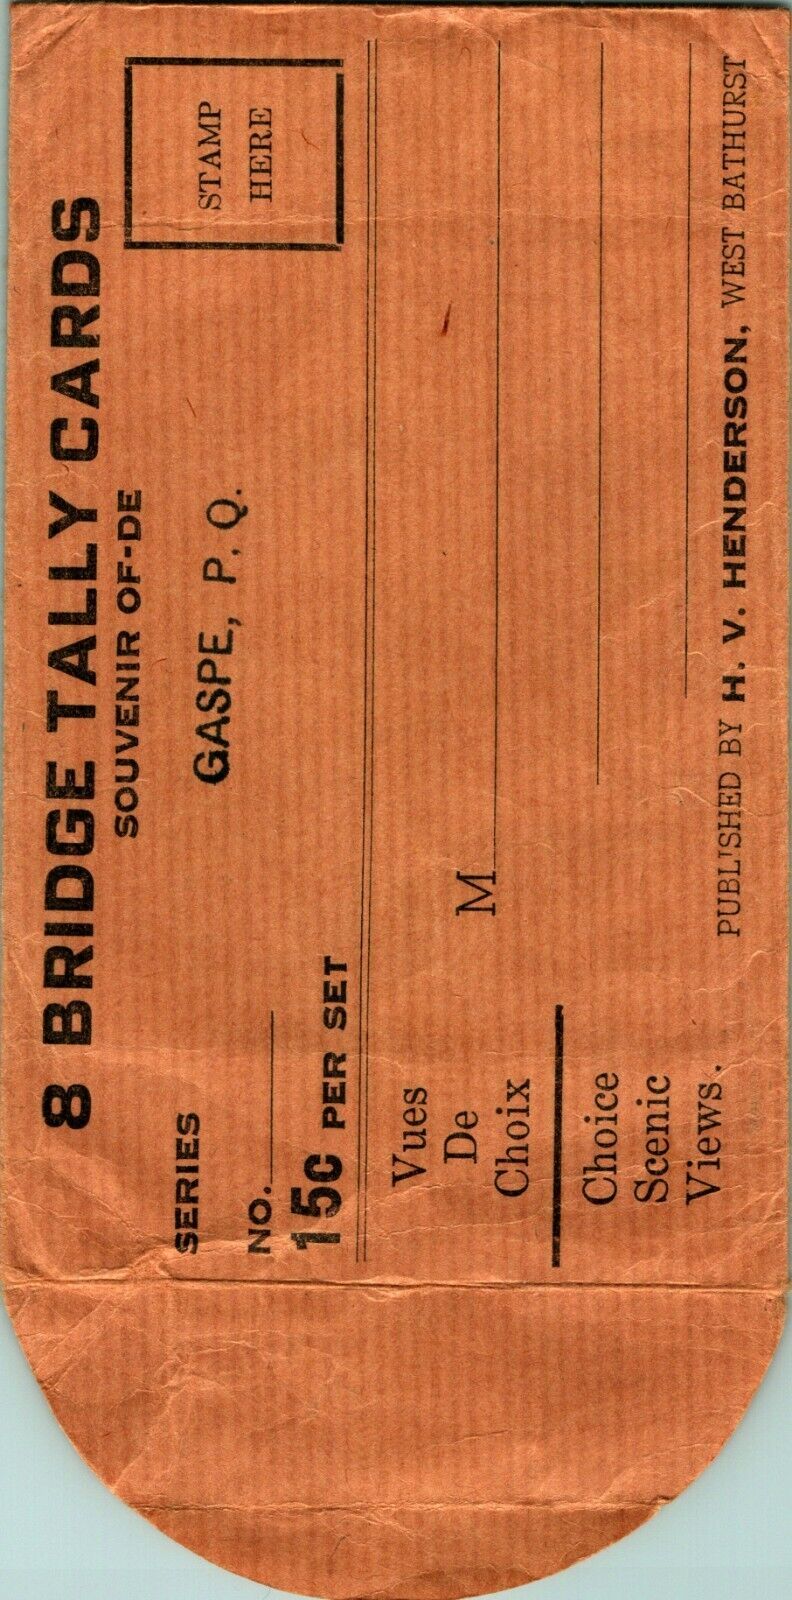 8 BRIDGE TALLY CARDS
SOUVENIR OF-DE
STAMP
HERE
SERIES
GASPE, P. Q.
NO.
15C PER SET
Vues
De
Choix
M
Choice
Scenic
Views.
PUBLISHED BY H. V. HENDERSON, WEST BATHURST